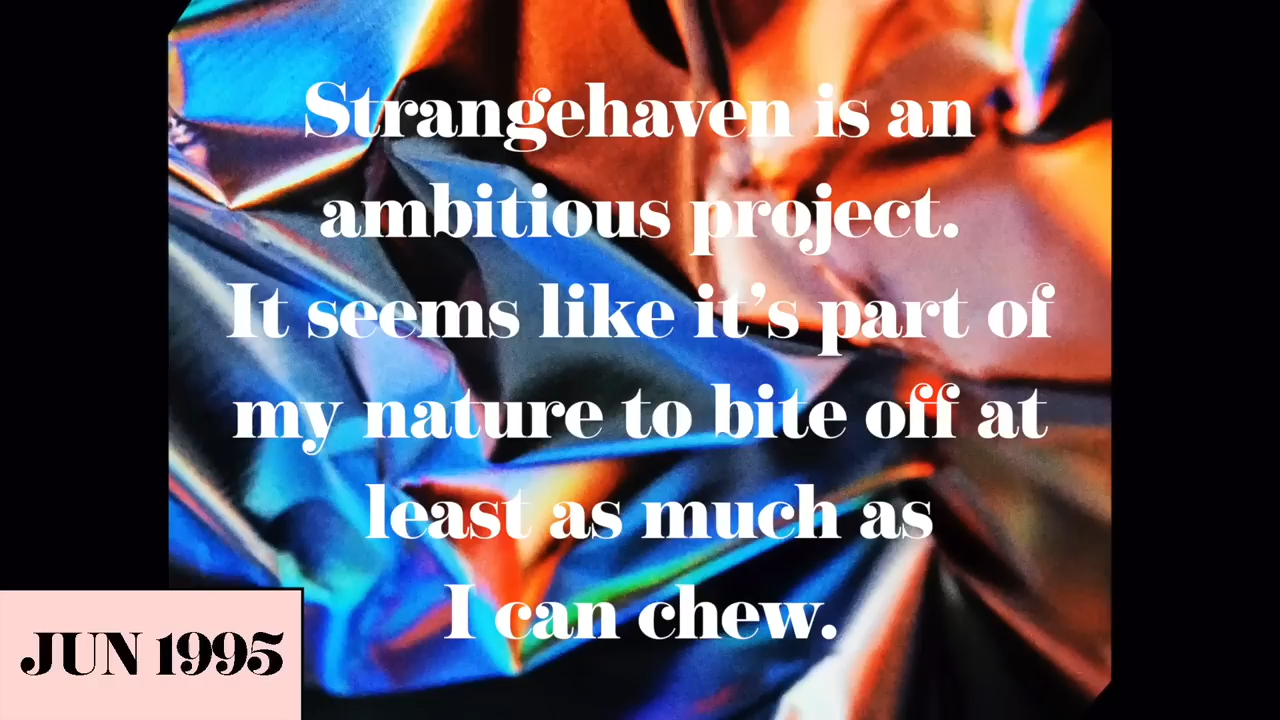 Strangehaven is an
ambitious project.
It seems like it’s part of
my nature to bite off at
least as much as
I can chew.
JUN 1995